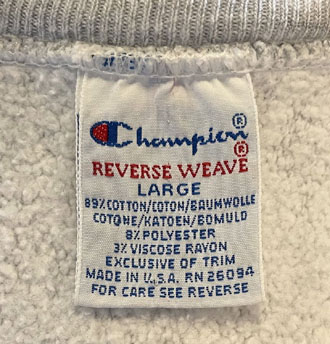 Champion®
®
REVERSE WEAVE
LARGE
89% COTTON/COTON/BAUMWOLLE
COTONE/KATOEN/BOMULD
8% POLYESTER
3% VISCOSE RAYON
EXCLUSIVE OF TRIM
MADE IN U.S.A. RN 26094
FOR CARE SEE REVERSE